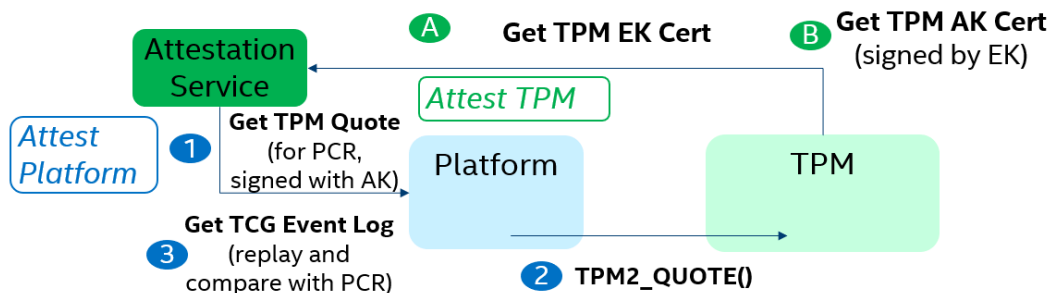 A
Get TPM EK Cert
B
Get TPM AK Cert
(signed by EK)
Attestation
Service
Attest TPM
Attest
Platform
1
Get TPM Quote
(for PCR,
signed with AK)
Platform
TPM
3
Get TCG Event Log
(replay and
compare with PCR)
2
TPM2_QUOTE()